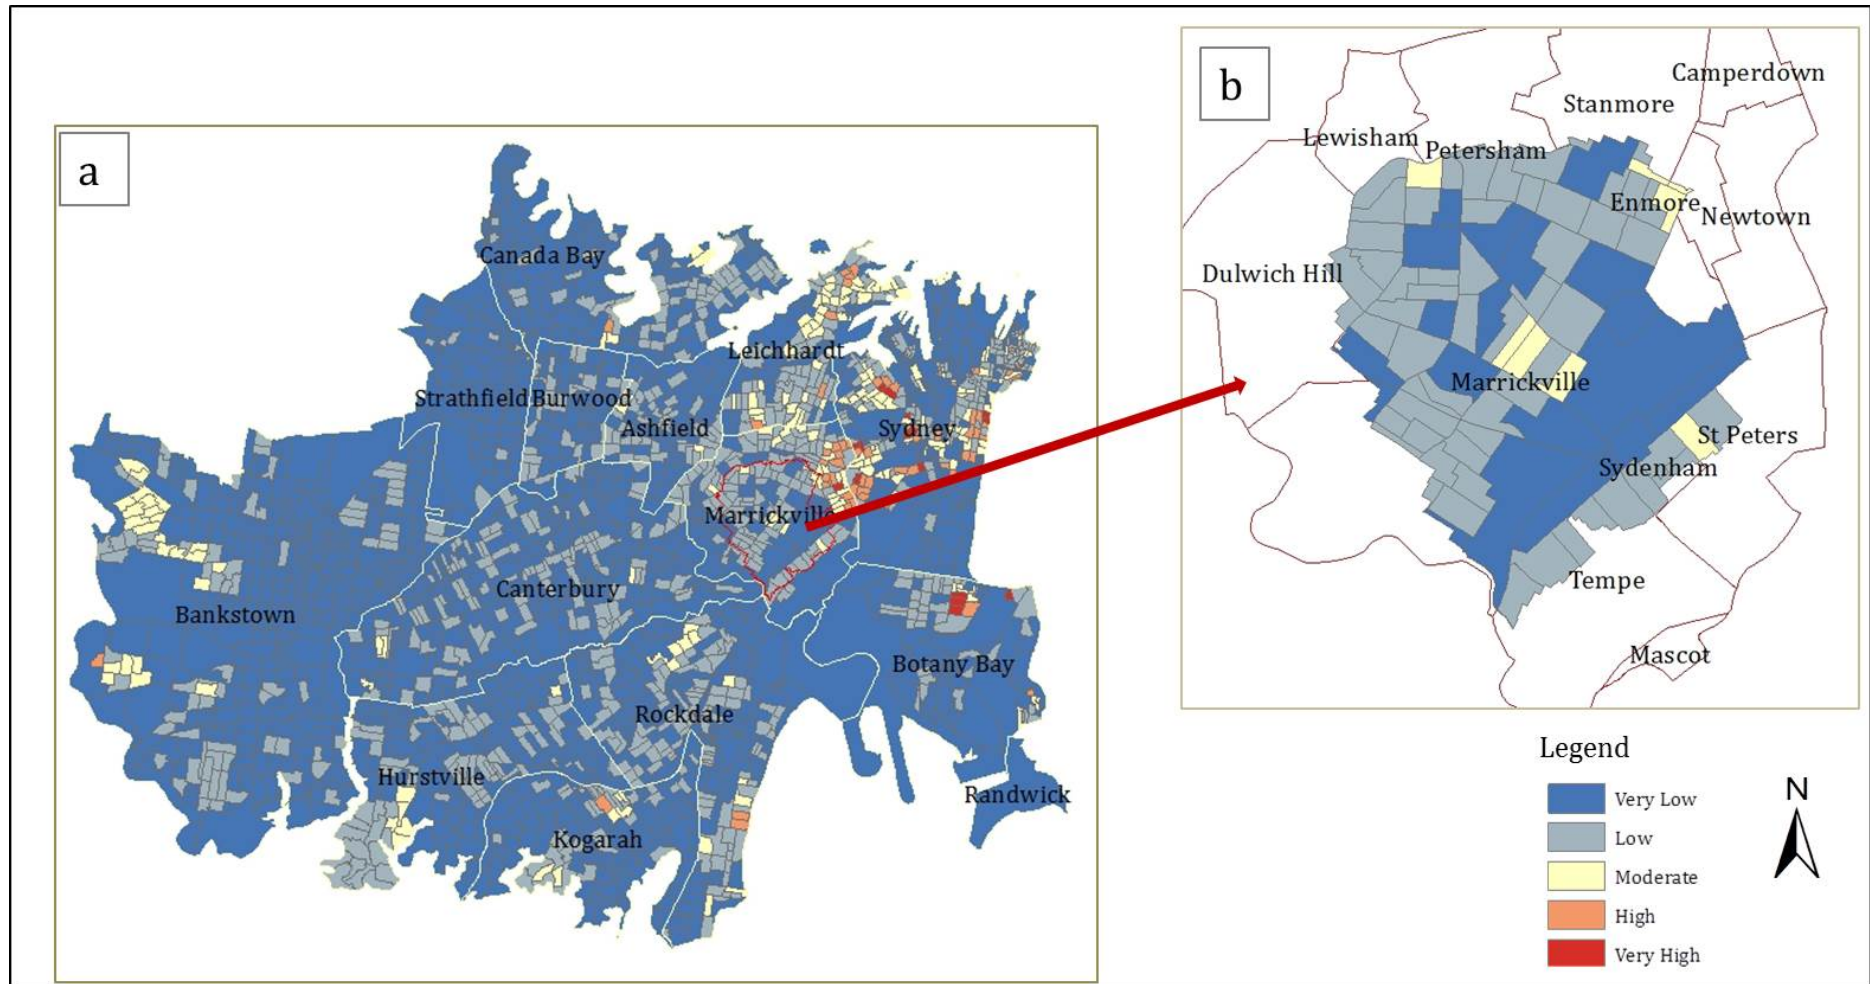 a
Canada Bay
Leichhardt
Strathfield
Burwood
Ashfield
Sydney
Marrickville
Canterbury
Bankstown
Botany Bay
Rockdale
Hurstville
Randwick
Kogarah
b
Camperdown
Stanmore
Lewisham
Petersham
Enmore
Newtown
Dulwich Hill
Marrickville
St Peters
Sydenham
Tempe
Mascot
Legend
Very Low
Low
Moderate
High
Very High
N